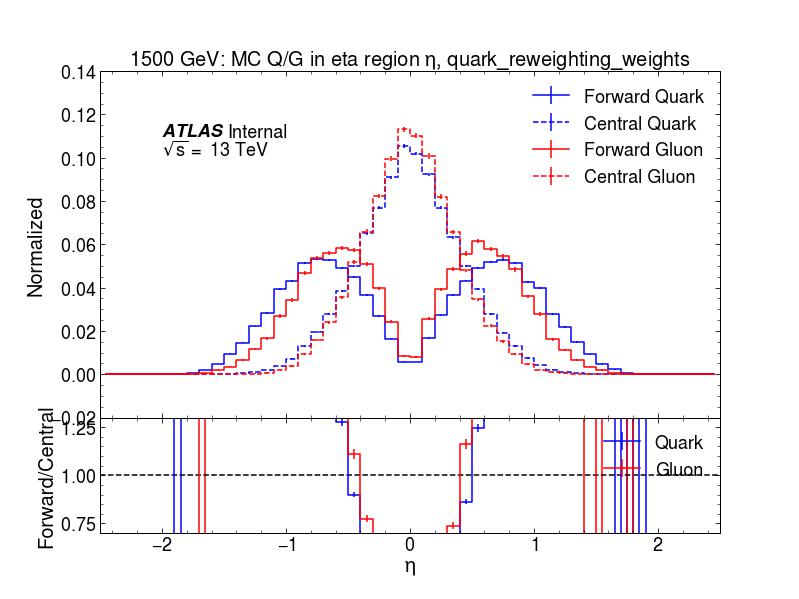 1500 GeV: MC Q/G in eta region η, quark_reweighting_weights
0.14
0.12
0.10
0.08
0.06
0.04
0.02
0.00
0.02
Normalized
ATLAS Internal
√s = 13 TeV
Forward Quark
Central Quark
Forward Gluon
Central Gluon
1.25
1.00
0.75
Forward/Central
Quark
Gluon
−2 −1 0 1 2
η